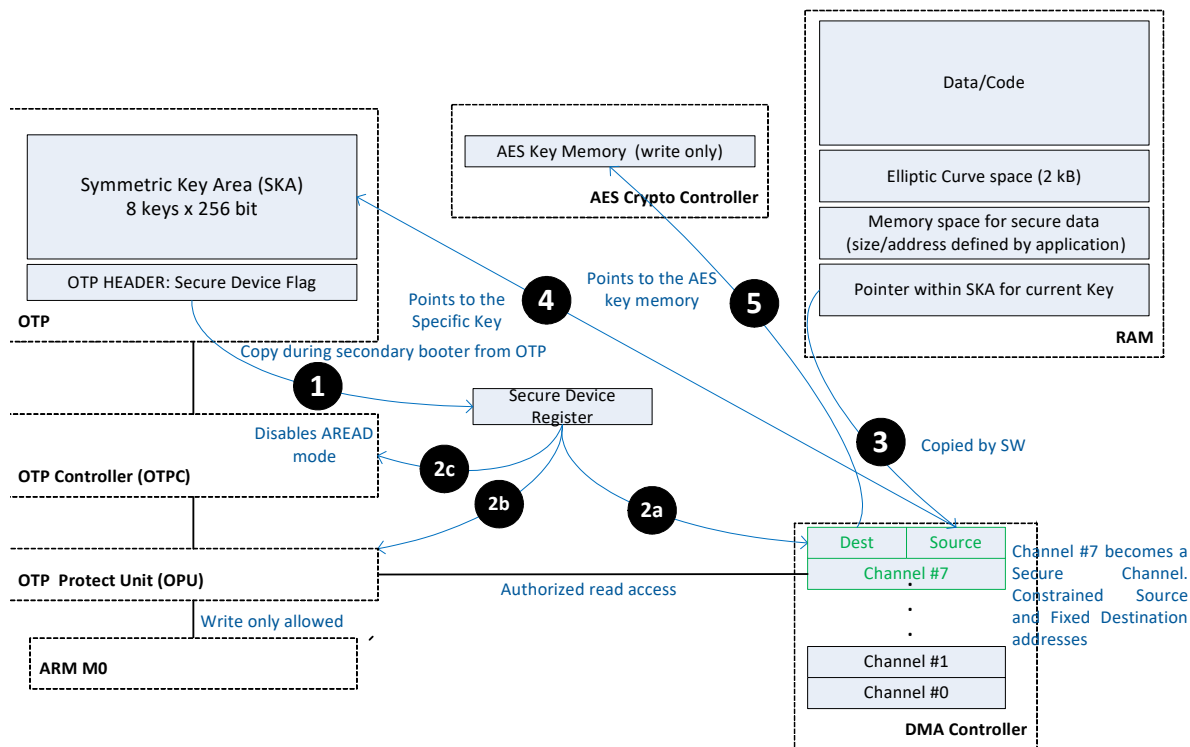 Data/Code
AES Key Memory  (write only)
AES Crypto Controller
Symmetric Key Area (SKA)
8 keys x 256 bit
Elliptic Curve space (2 kB)
Memory space for secure data
(size/address defined by application)
OTP HEADER: Secure Device Flag
Pointer within SKA for current Key
OTP
RAM
4
5
Points to the
Specific Key
Points to the AES
key memory
Copy during secondary booter from OTP
1
Secure Device
Register
3
Copied by SW
Disables AREAD
mode
OTP Controller (OTPC)
2c
2b
2a
Dest
Source
Channel #7
Channel #7 becomes a
Secure Channel.
Constrained Source
and Fixed Destination
addresses
OTP  Protect Unit (OPU)
Authorized read access
.
.
.
Write only allowed
ARM M0
Channel #1
Channel #0
DMA Controller